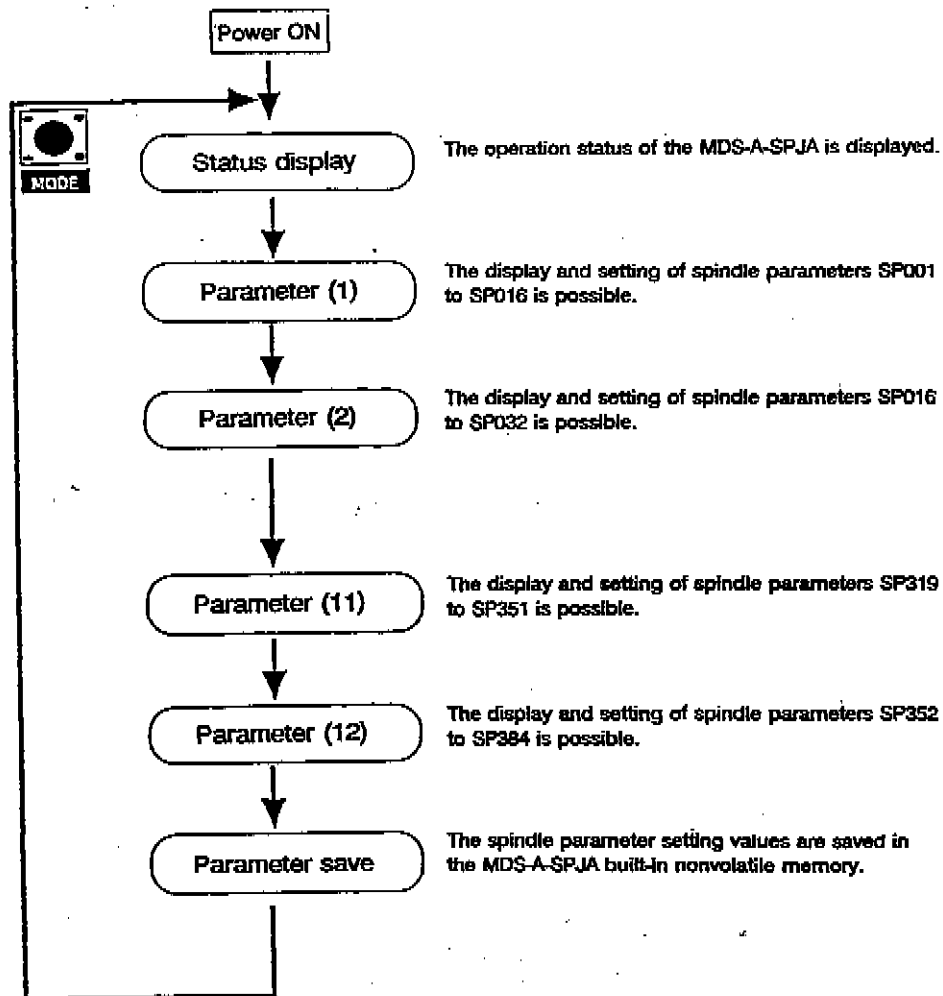 Power ON
MODE
Status display
The operation status of the MDS-A-SPJA is displayed.
Parameter (1)
The display and setting of spindle parameters SP001
to SP016 is possible.
Parameter (2)
The display and setting of spindle parameters SP016
to SP032 is possible.
Parameter (11)
The display and setting of spindle parameters SP319
to SP351 is possible.
Parameter (12)
The display and setting of spindle parameters SP352
to SP384 is possible.
Parameter save
The spindle parameter setting values are saved in
the MDS-A-SPJA built-in nonvolatile memory.